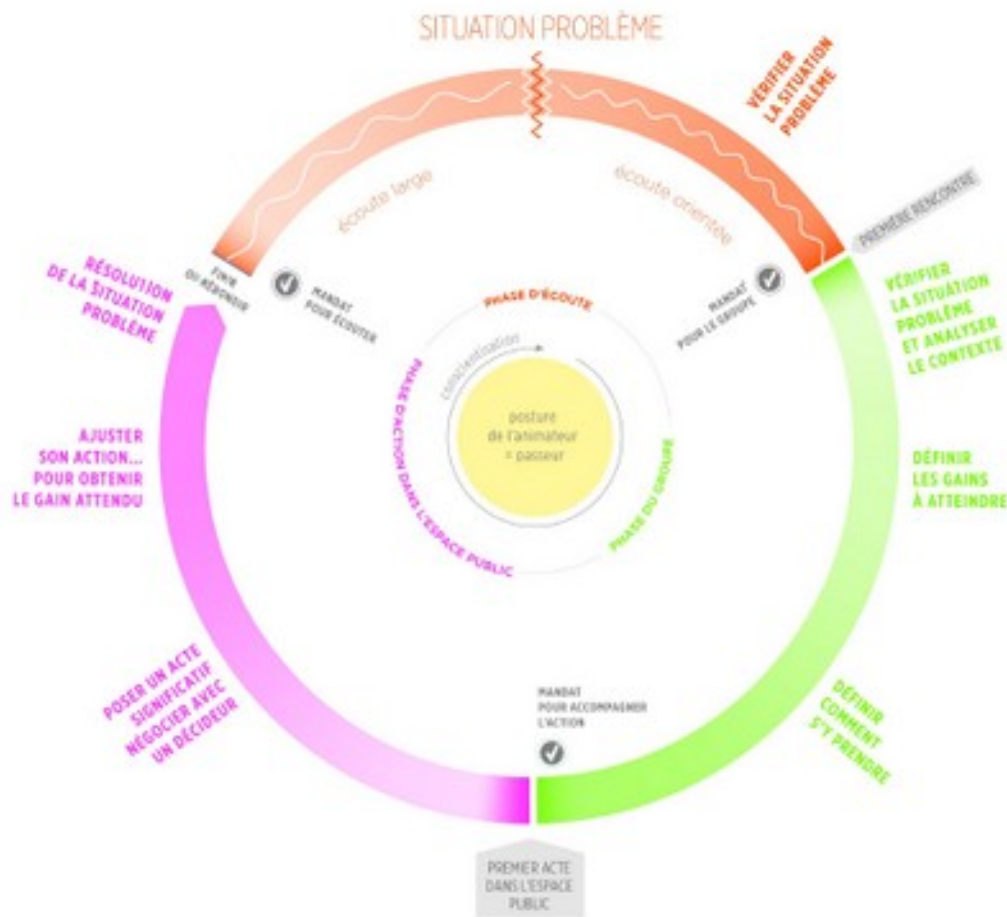 SITUATION PROBLÈME
VÉRIFIER
LA SITUATION
PROBLÈME
écoute large
écoute orientée
PREMIÈRE RENCONTRE
RÉSOLUTION
DE LA SITUATION
PROBLÈME
FINIR
OU REBONDIR
MANDAT
POUR ÉCOUTER
PHASE D'ÉCOUTE
MANDAT
POUR LE GROUPE
VÉRIFIER
LA SITUATION
PROBLÈME
ET ANALYSER
LE CONTEXTE
conscientisation
posture
de l'animateur
= passeur
PHASE D'ACTION DANS L'ESPACE PUBLIC
PHASE DU GROUPE
AJUSTER
SON ACTION...
POUR OBTENIR
LE GAIN ATTENDU
DÉFINIR
LES GAINS
À ATTEINDRE
POSER UN ACTE
SIGNIFICATIF
NÉGOCIER AVEC
UN DÉCIDEUR
MANDAT
POUR ACCOMPAGNER
L'ACTION
DÉFINIR
COMMENT
S'Y PRENDRE
PREMIER ACTE
DANS L'ESPACE
PUBLIC